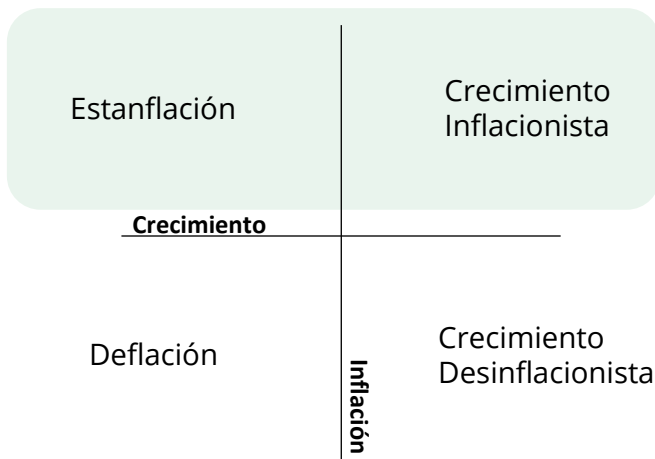 Estanflación
Crecimiento
Inflacionista
Crecimiento
Deflación
Crecimiento
Desinflacionista
Inflación